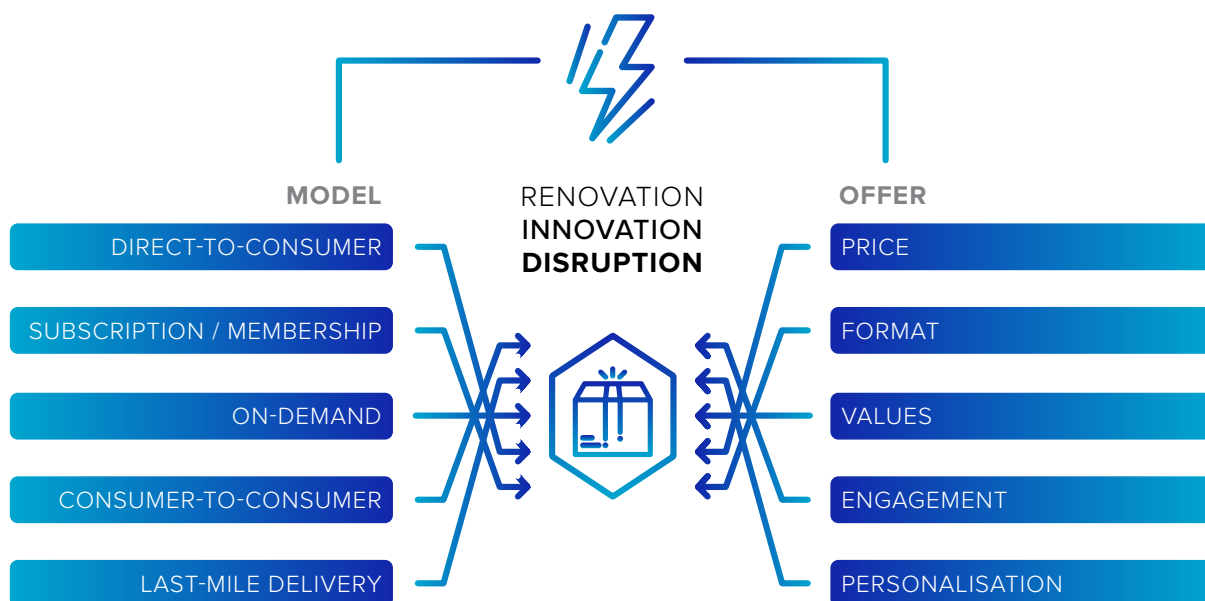 MODEL
DIRECT-TO-CONSUMER
SUBSCRIPTION / MEMBERSHIP
ON-DEMAND
CONSUMER-TO-CONSUMER
LAST-MILE DELIVERY
RENOVATION
INNOVATION
DISRUPTION
OFFER
PRICE
FORMAT
VALUES
ENGAGEMENT
PERSONALISATION